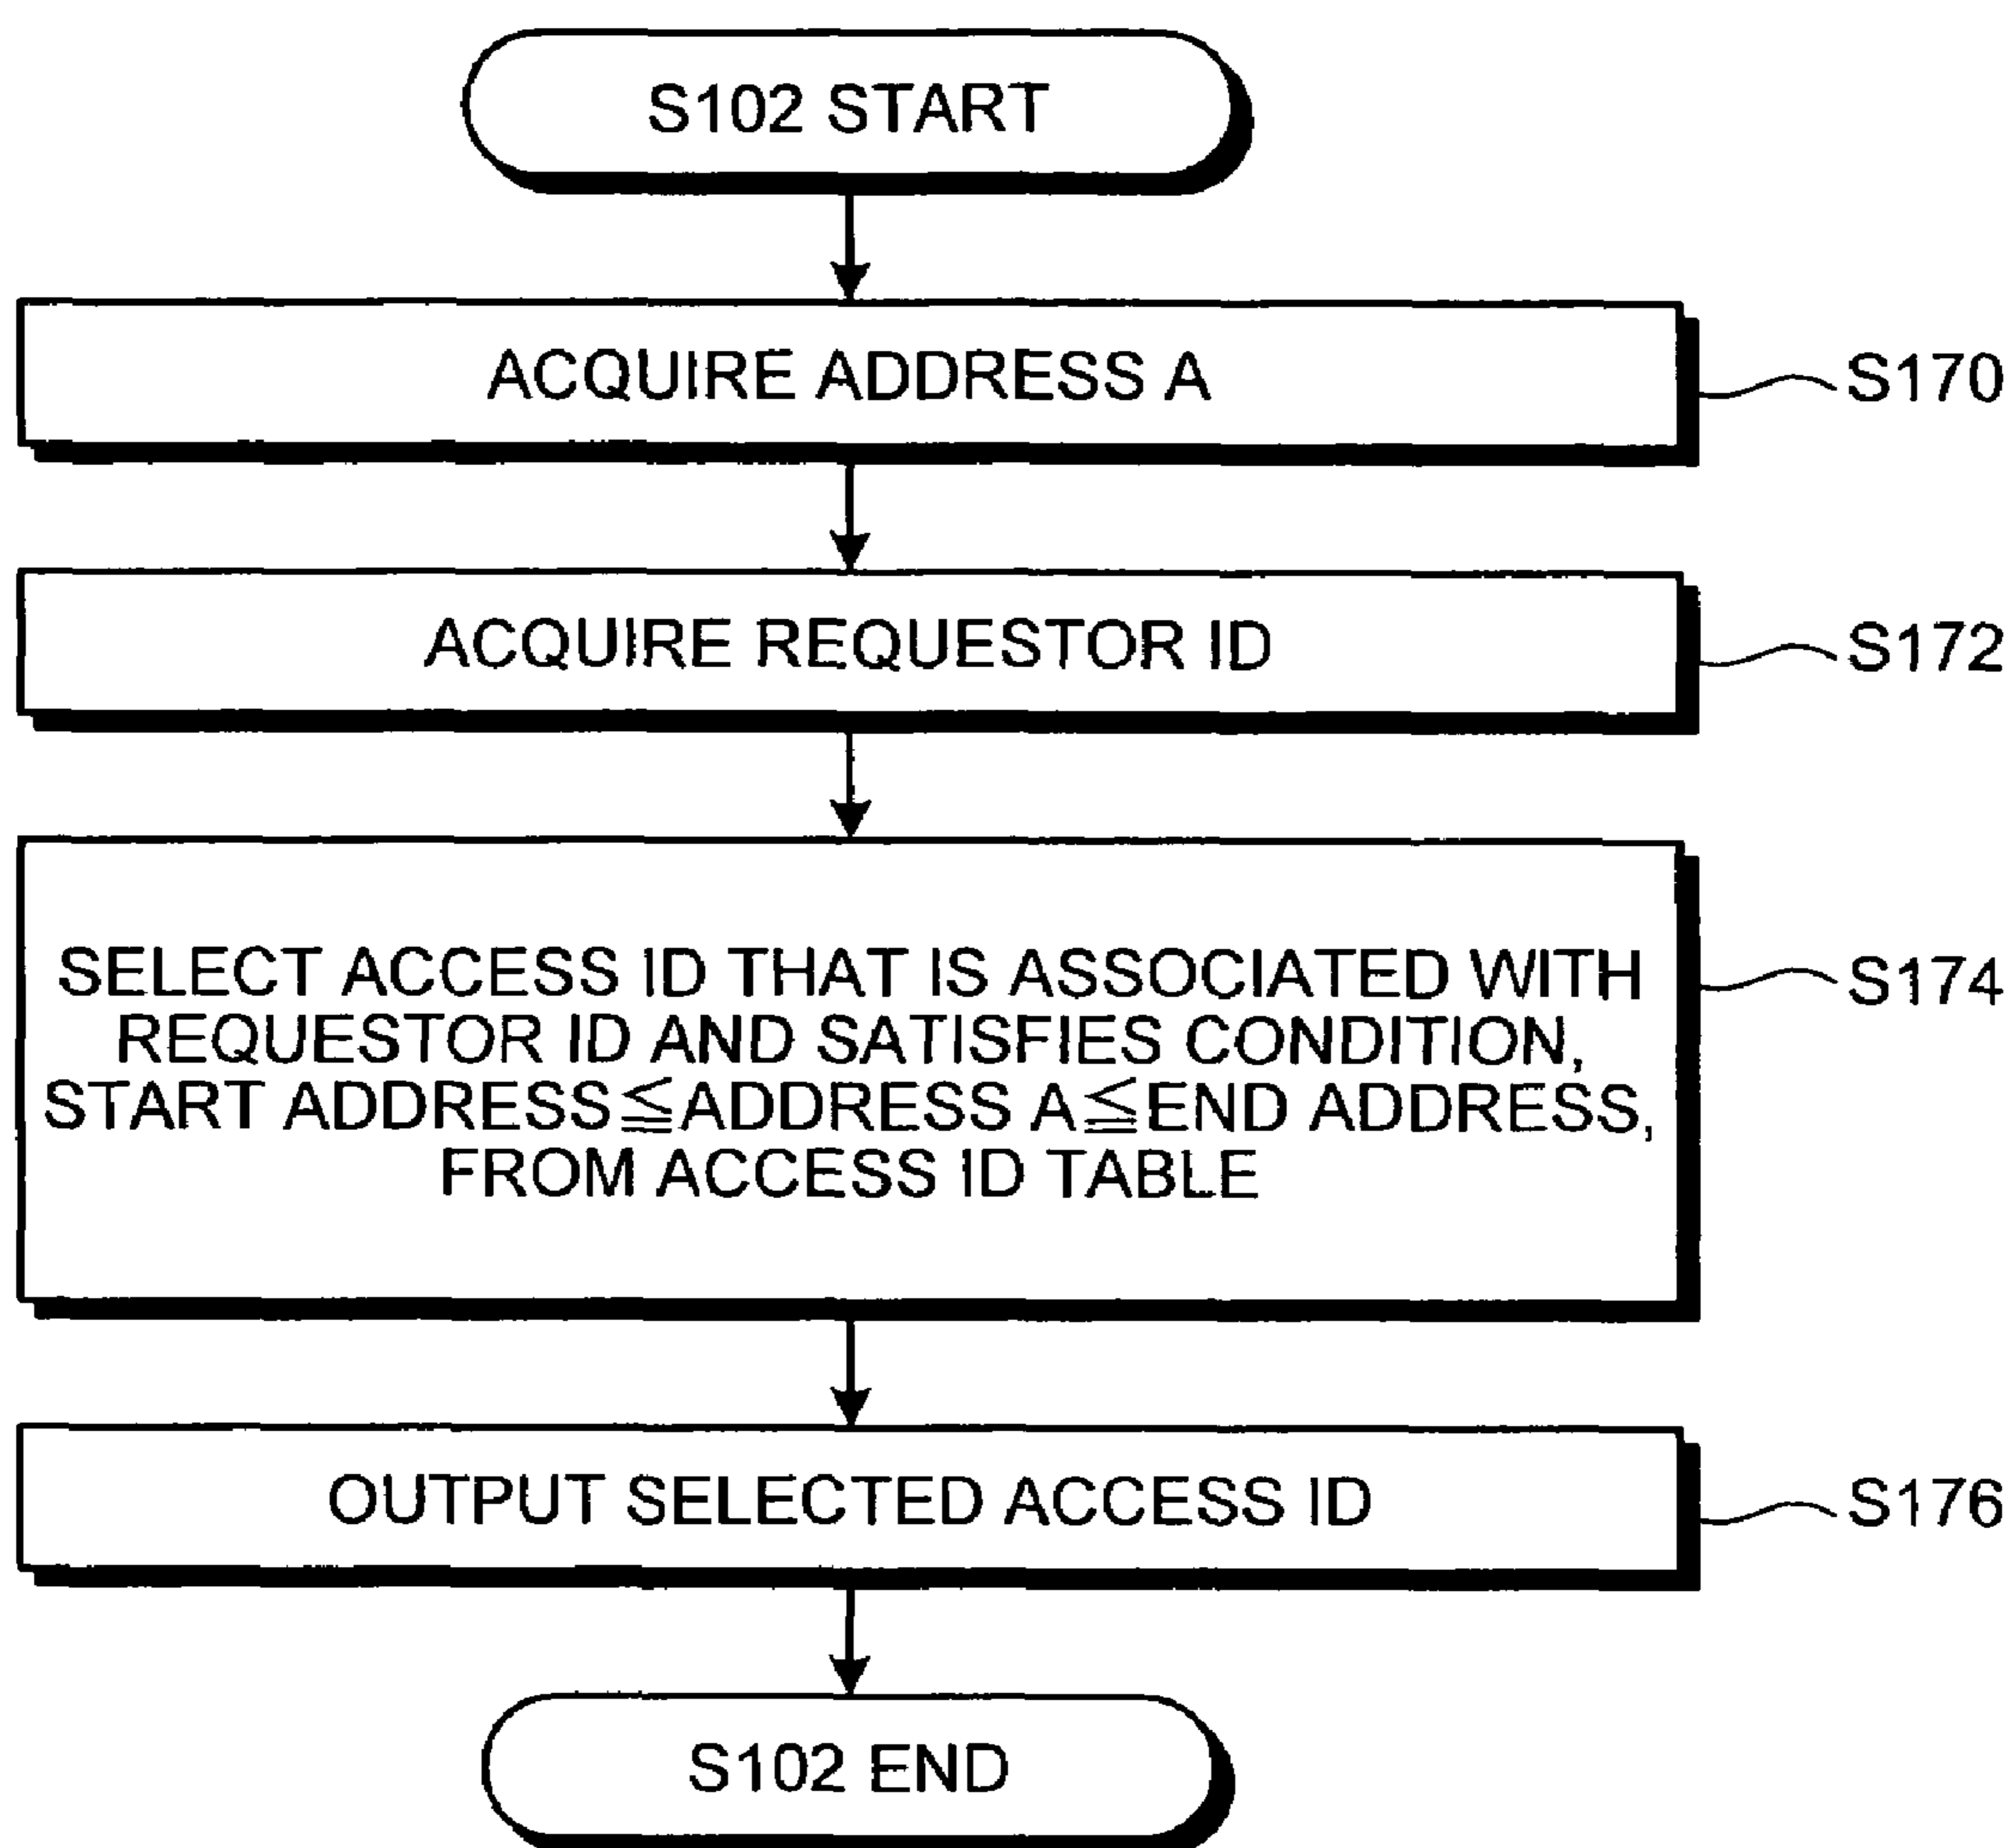 S102 START
ACQUIRE ADDRESS A
S170
ACQUIRE REQUESTOR ID
S172
SELECT ACCESS ID THAT IS ASSOCIATED WITH
REQUESTOR ID AND SATISFIES CONDITION,
START ADDRESS≦ADDRESS A≦END ADDRESS,
FROM ACCESS ID TABLE
S174
OUTPUT SELECTED ACCESS ID
S176
S102 END